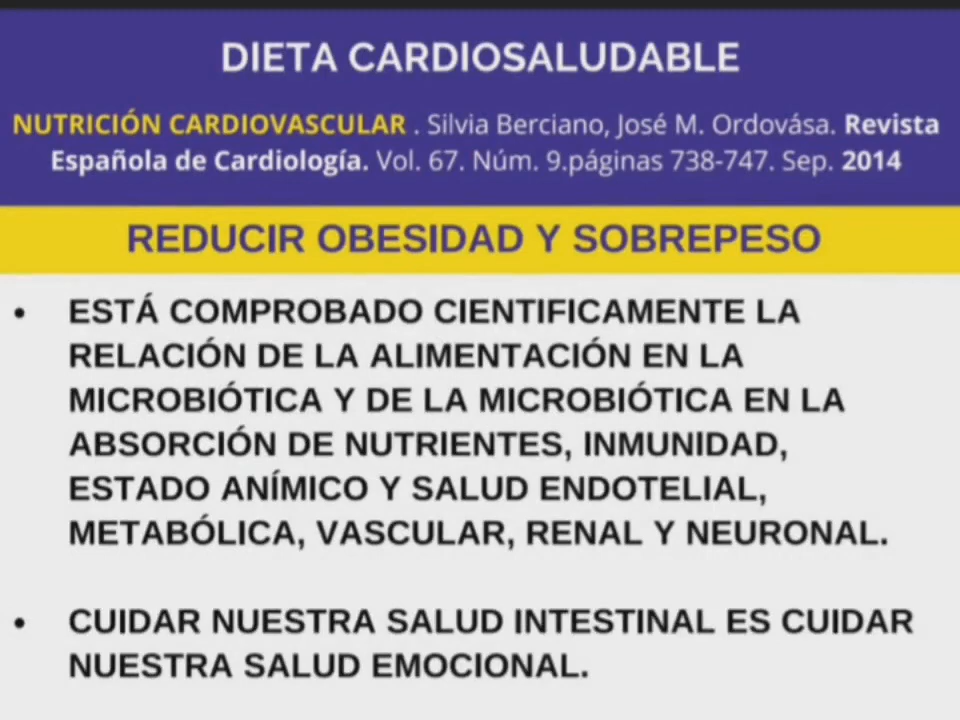 DIETA CARDIOSALUDABLE
NUTRICIÓN CARDIOVASCULAR . Silvia Berciano, José M. Ordovása. Revista
Española de Cardiología. Vol. 67. Núm. 9.páginas 738-747. Sep. 2014
REDUCIR OBESIDAD Y SOBREPESO
• ESTÁ COMPROBADO CIENTIFICAMENTE LA
RELACIÓN DE LA ALIMENTACIÓN EN LA
MICROBIÓTICA Y DE LA MICROBIÓTICA EN LA
ABSORCIÓN DE NUTRIENTES, INMUNIDAD,
ESTADO ANÍMICO Y SALUD ENDOTELIAL,
METABÓLICA, VASCULAR, RENAL Y NEURONAL.
• CUIDAR NUESTRA SALUD INTESTINAL ES CUIDAR
NUESTRA SALUD EMOCIONAL.